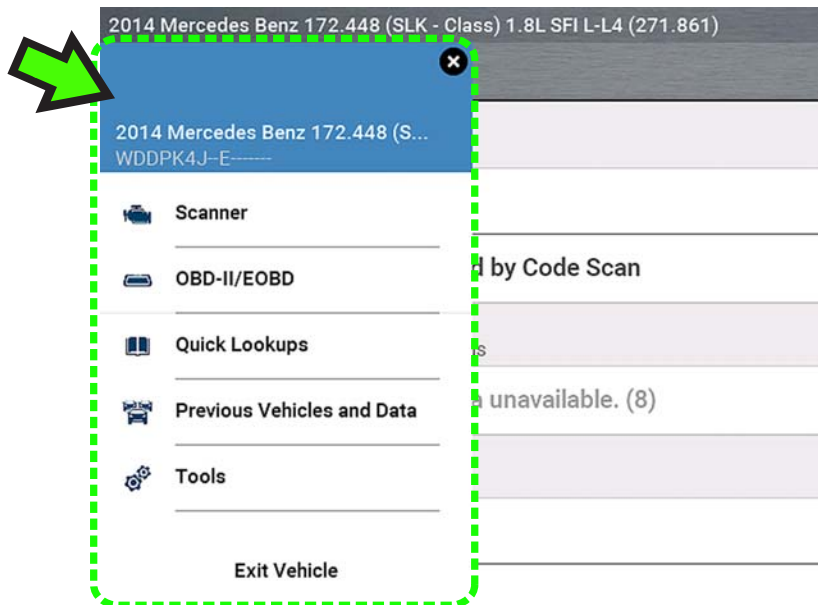 2014 Mercedes Benz 172.448 (SLK - Class) 1.8L SFI L-L4 (271.861)
2014 Mercedes Benz 172.448 (S...
WDDPK4J--E-------
Scanner
OBD-II/EOBD
d by Code Scan
Quick Lookups
is
Previous Vehicles and Data
a unavailable. (8)
Tools
Exit Vehicle